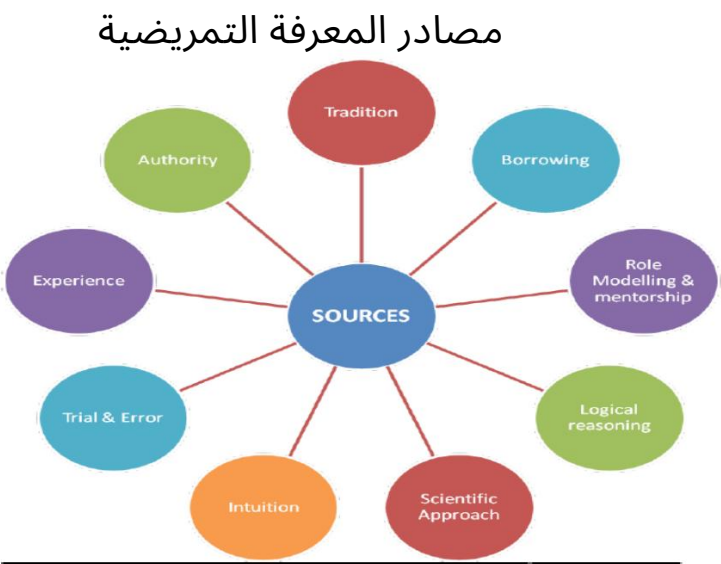 مصادر المعرفة التمريضية
Tradition
Authority
Borrowing
Experience
Role
Modelling &
mentorship
SOURCES
Trial & Error
Logical
reasoning
Intuition
Scientific
Approach